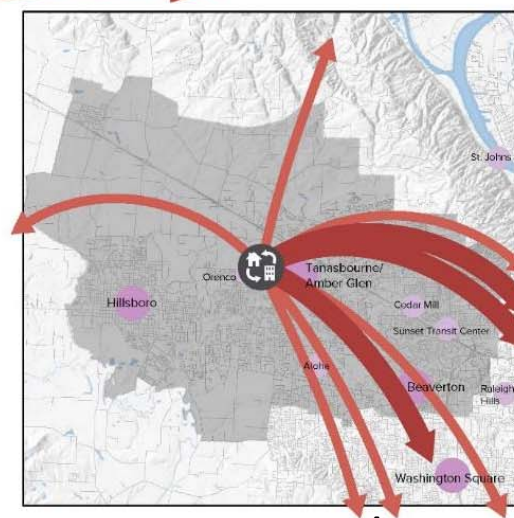 St. Johns
Orenco
Tanasbourne/
Amber Glen
Hillsboro
Cedar Mill
Sunset Transit Center
Aloha
Beaverton
Raleigh
Hills
Washington Square